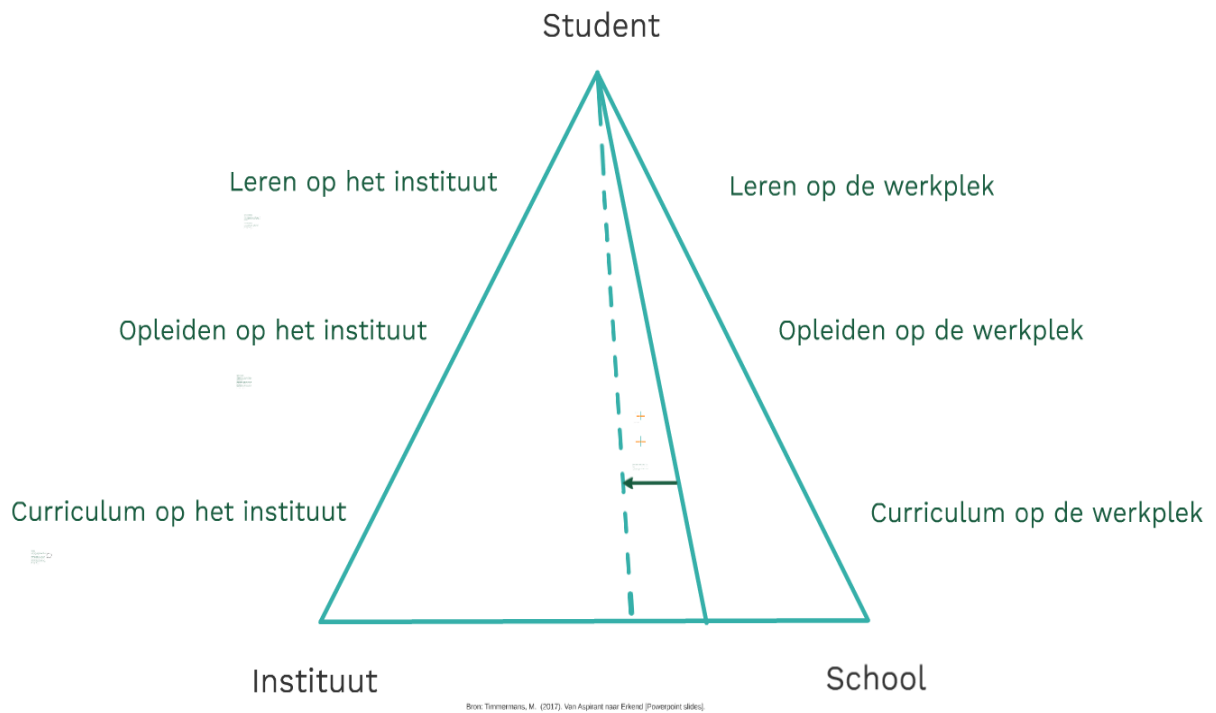 Student
Leren op het instituut
Leren op de werkplek
Opleiden op het instituut
Opleiden op de werkplek
Curriculum op het instituut
Curriculum op de werkplek
Instituut
School
Bron: Timmermans, M. (2017). Van Aspirant naar Erkend [Powerpoint slides].